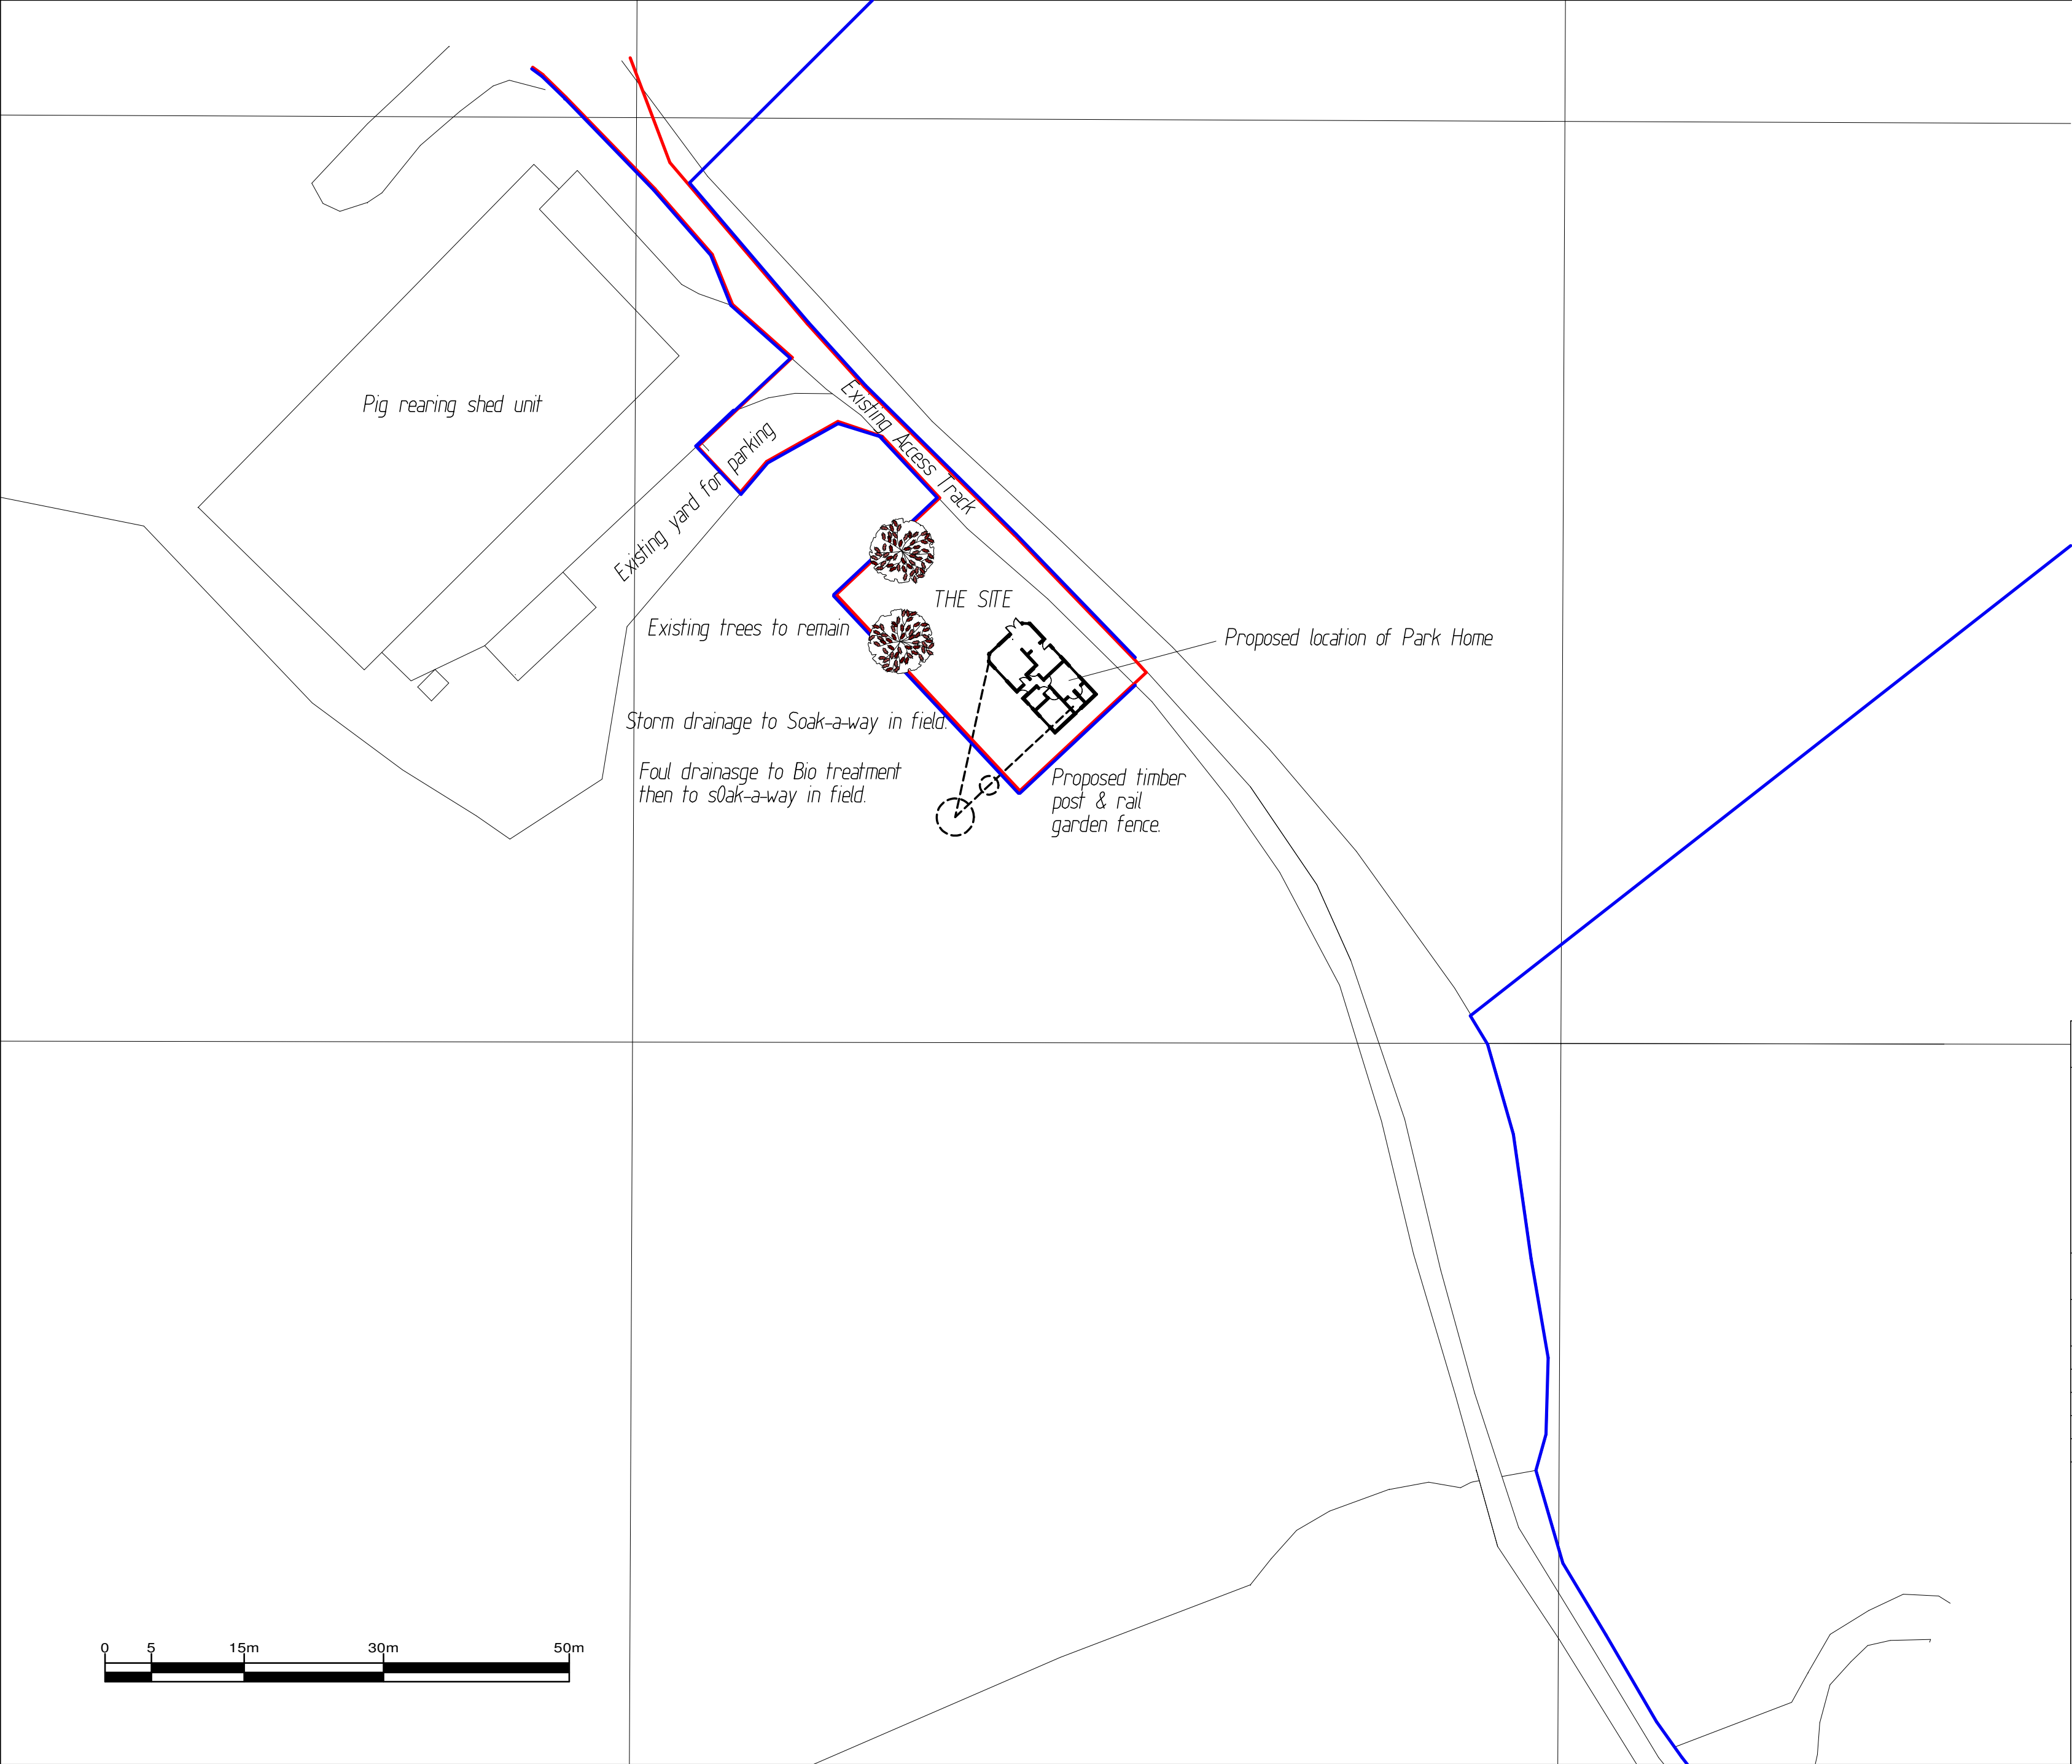 Existing Access Track
Pig rearing shed unit
Existing yard for parking
THE SITE
Existing trees to remain
Proposed location of Park Home
Storm drainage to Soak-a-way in field.
Foul drainasge to Bio treatment
then to s0ak-a-way in field.
Proposed timber
post & rail
garden fence.
0 5 15m 30m 50m